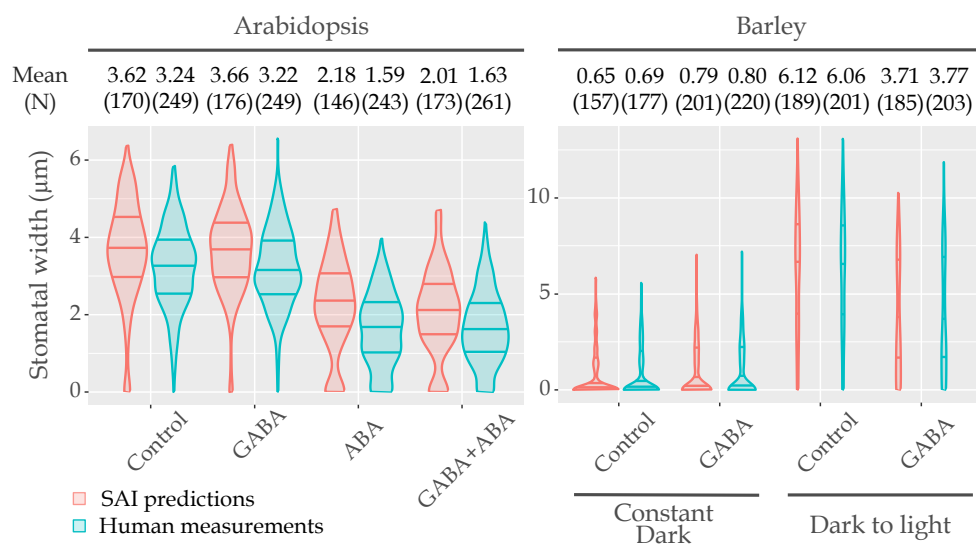 Arabidopsis Barley
Mean 3.62 3.24 3.66 3.22 2.18 1.59 2.01 1.63 0.65 0.69 0.79 0.80 6.12 6.06 3.71 3.77
(N) (170) (249) (176) (249) (146) (243) (173) (261) (157) (177) (201) (220) (189) (201) (185) (203)
Stomatal width (μm)
6
4
2
0
10
5
0
Control GABA ABA GABA+ABA Control GABA Control GABA
SAI predictions
Human measurements
Constant
Dark
Dark to light